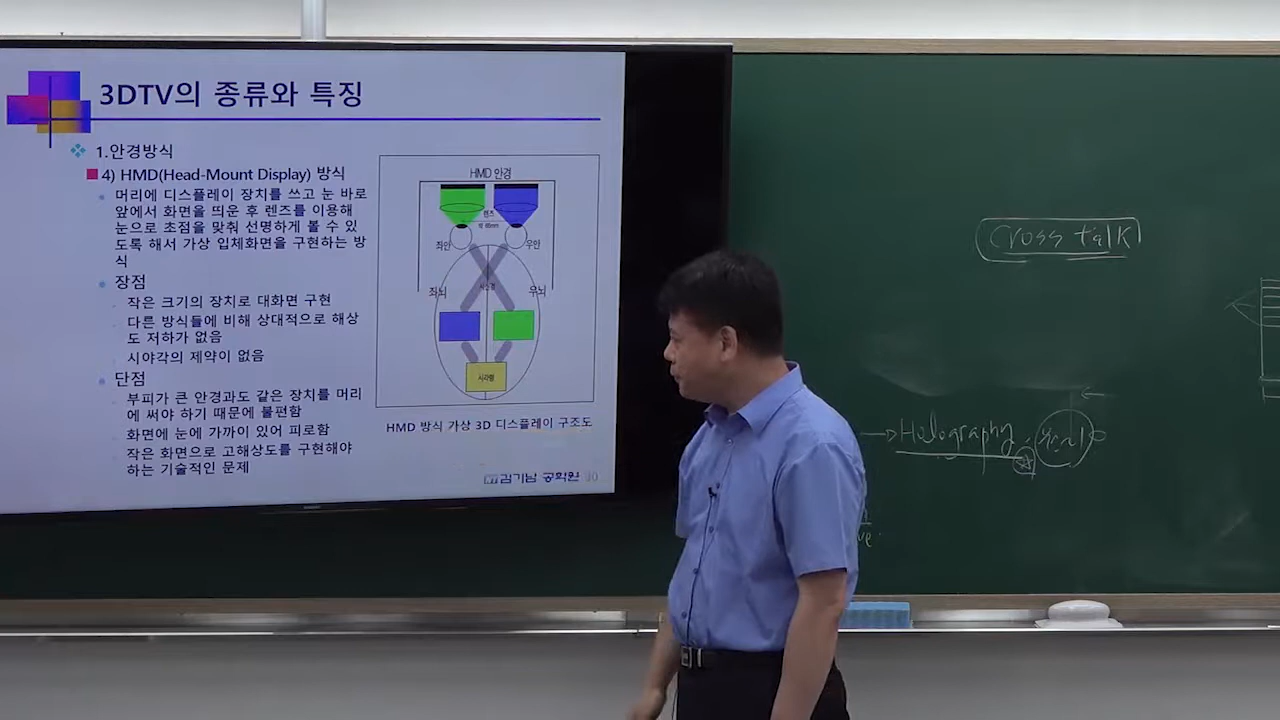 3DTV의 종류와 특징
1.안경방식
4) HMD(Head-Mount Display) 방식
머리에 디스플레이 장치를 쓰고 눈 바로
앞에서 화면을 띄운 후 렌즈를 이용해
눈으로 초점을 맞춰 선명하게 볼 수 있
도록 해서 가상 입체화면을 구현하는 방
식
장점
작은 크기의 장치로 대화면 구현
다른 방식들에 비해 상대적으로 해상
도 저하가 없음
시야각의 제약이 없음
단점
부피가 큰 안경과도 같은 장치를 머리
에 써야 하기 때문에 불편함
화면에 눈에 가까이 있어 피로함
작은 화면으로 고해상도를 구현해야
하는 기술적인 문제
HMD 안경
렌즈
약 65mm
좌안
우안
좌뇌
시신경
우뇌
시각령
HMD 방식 가상 3D 디스플레이 구조도
김기남 공학원 30
Cross talk
Holography